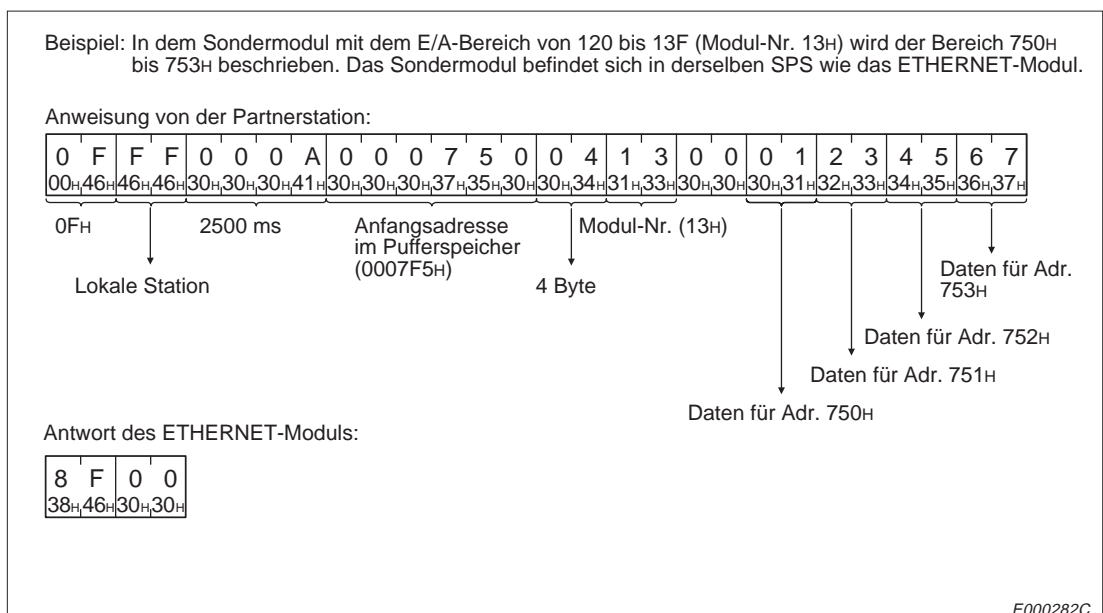 Beispiel: In dem Sondermodul mit dem E/A-Bereich von 120 bis 13F (Modul-Nr. 13H) wird der Bereich 750H
bis 753H beschrieben. Das Sondermodul befindet sich in derselben SPS wie das ETHERNET-Modul.
Anweisung von der Partnerstation:
0 F F F 0 0 0 A 0 0 0 7 5 0 0 4 1 3 0 0 0 1 2 3 4 5 6 7
00H 46H 46H 46H 30H 30H 30H 41H 30H 30H 30H 37H 35H 30H 30H 34H 31H 33H 30H 30H 30H 31H 32H 33H 34H 35H 36H 37H
0FH 2500 ms Anfangsadresse Modul-Nr. (13H)
im Pufferspeicher
(0007F5H)
Lokale Station 4 Byte
Daten für Adr.
753H
Daten für Adr. 752H
Daten für Adr. 751H
Daten für Adr. 750H
Antwort des ETHERNET-Moduls:
8 F 0 0
38H 46H 30H 30H
E000282C